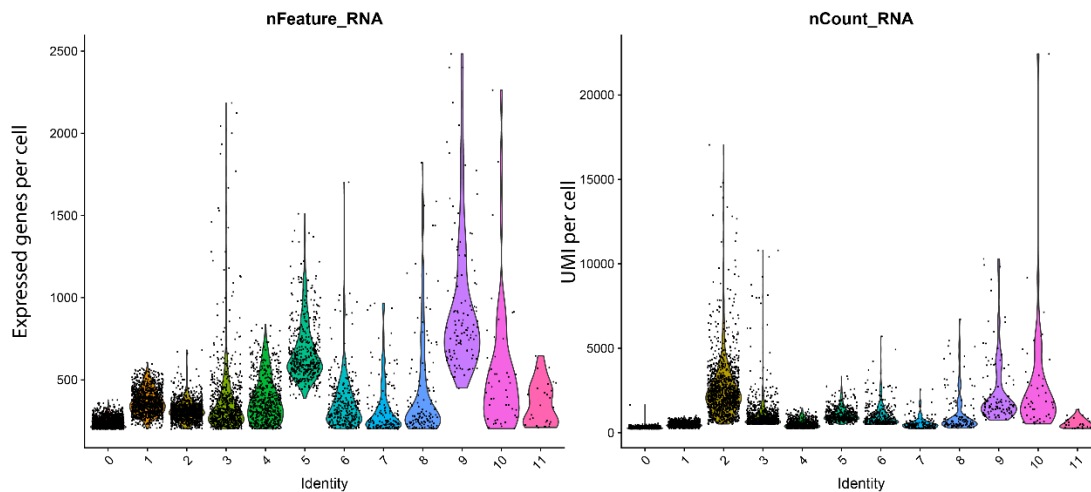 nFeature_RNA
Expressed genes per cell
2500
2000
1500
1000
500
0 1 2 3 4 5 6 7 8 9 10 11
Identity
nCount_RNA
UMI per cell
20000
15000
10000
5000
0
0 1 2 3 4 5 6 7 8 9 10 11
Identity